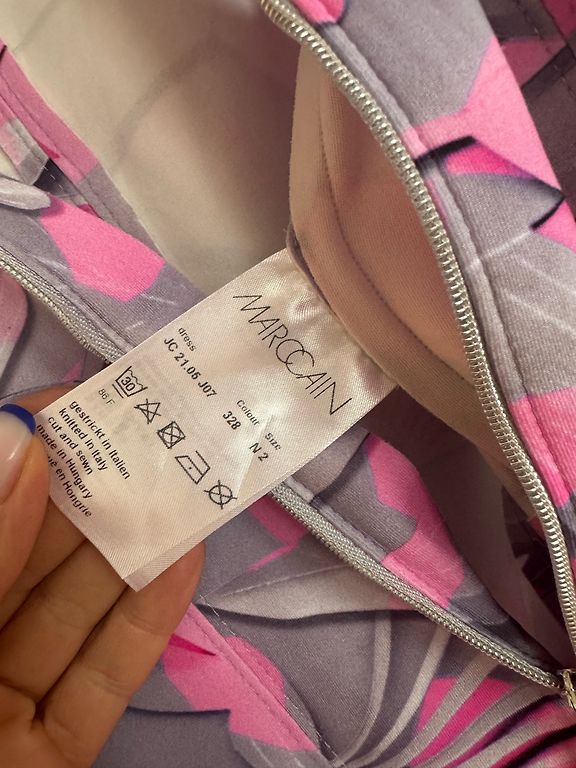 MARCCAIN
dress
JC 21.05 J07
Colour Size
328 N 2
30
86 F
gestrickt in Italien
knitted in Italy
cut and sewn
made in Hungary
en Hongrie